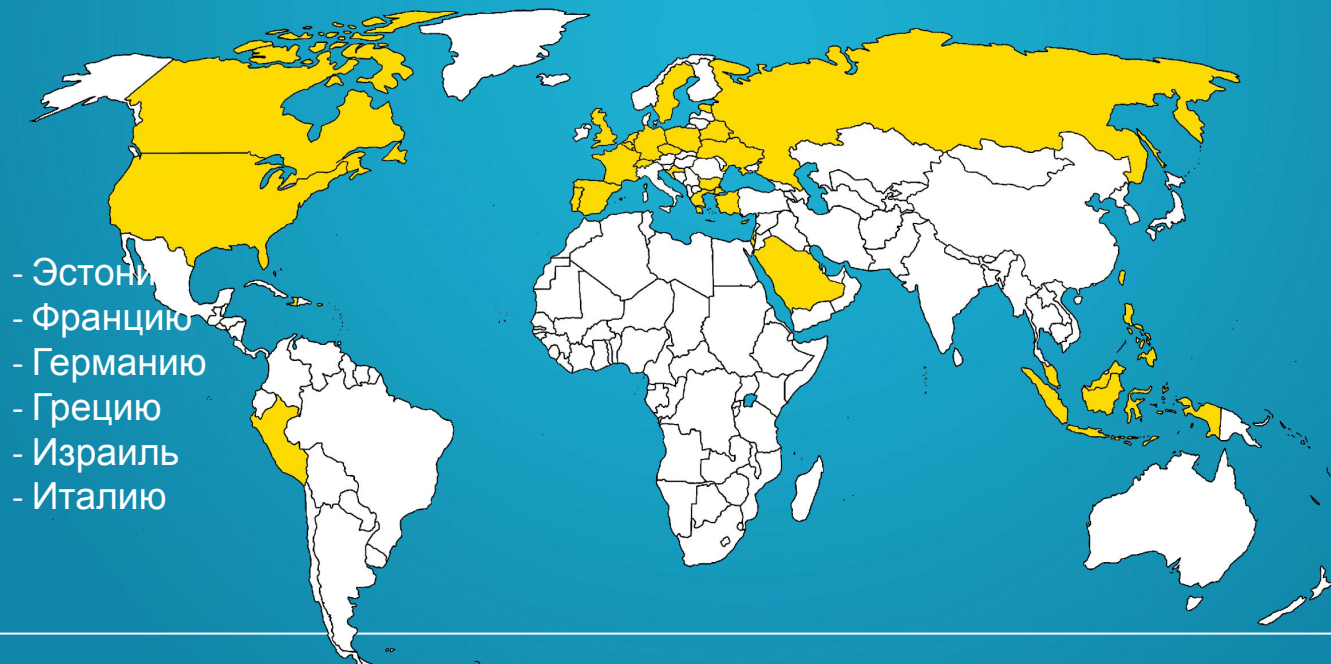 - Эстони
- Францию
- Германию
- Грецию
- Израиль
- Италию